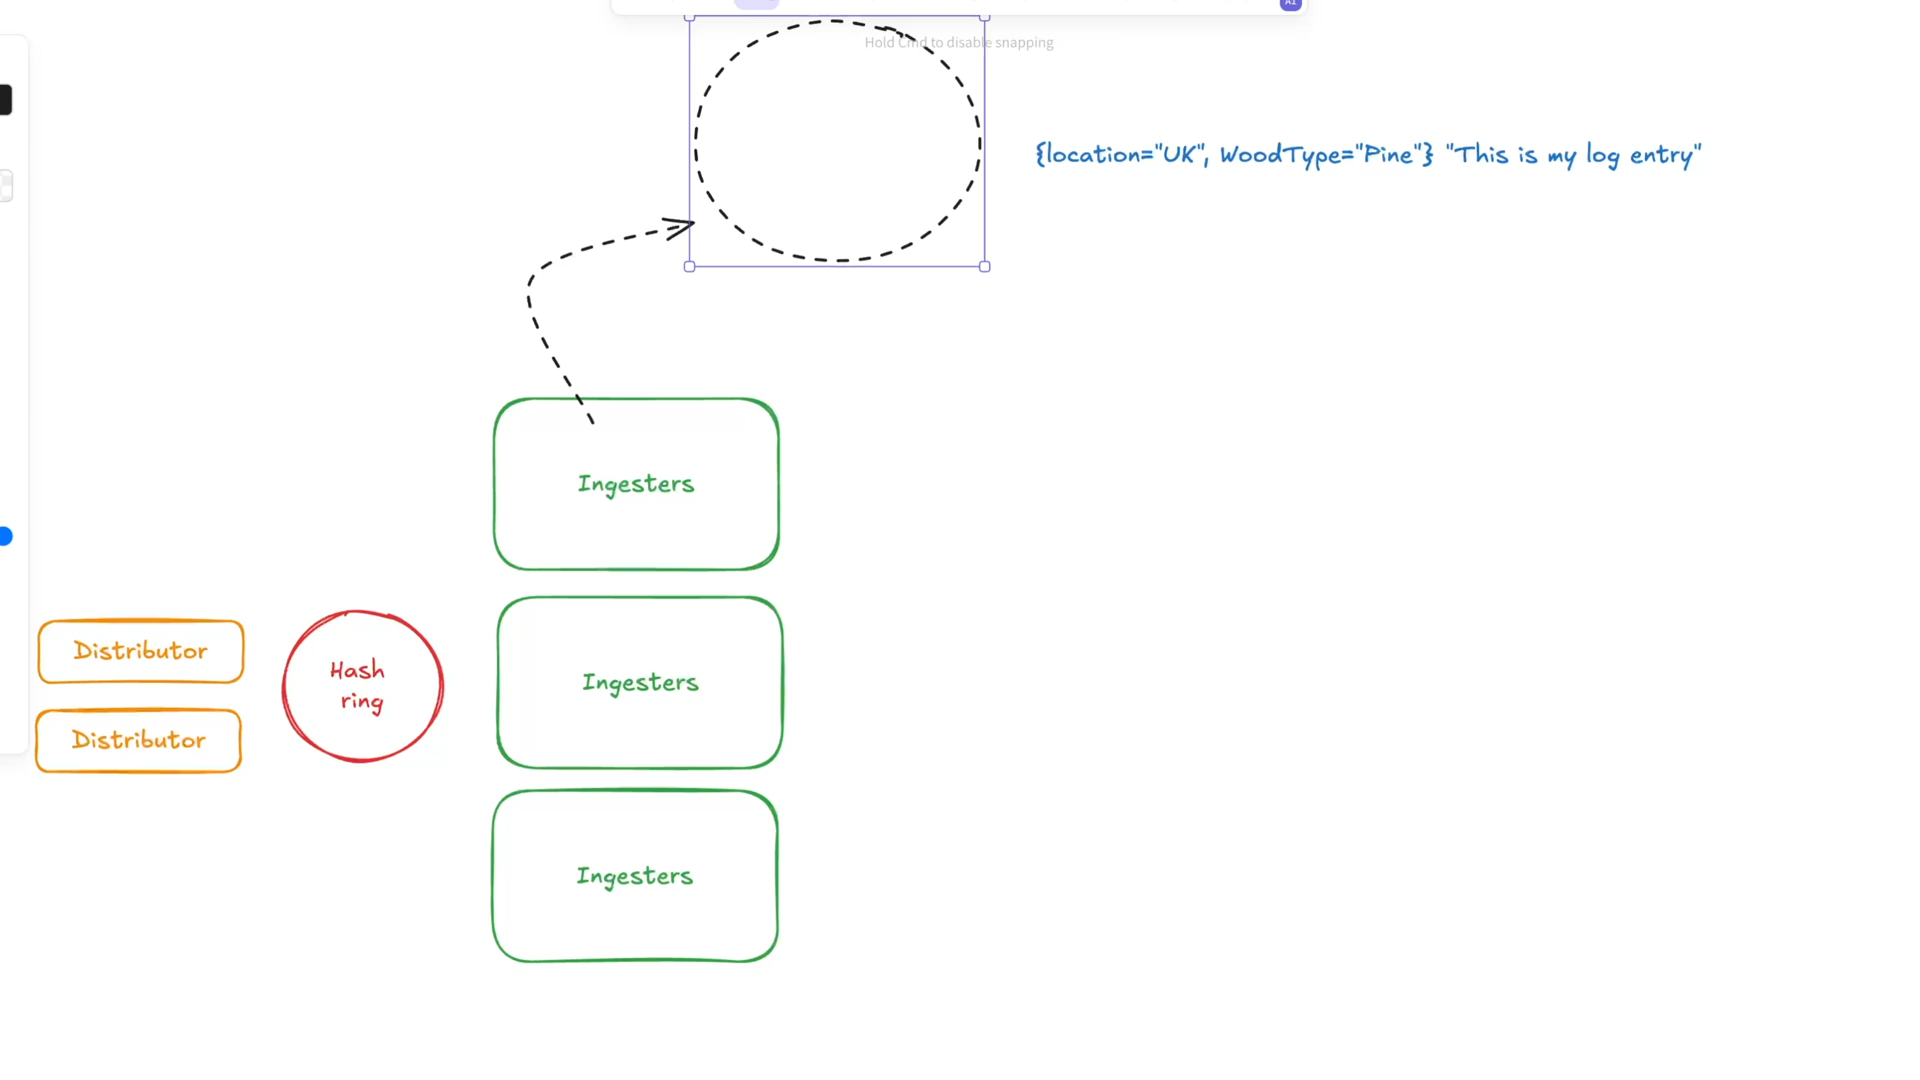 AI
Hold Cmd to disable snapping
{location="UK", WoodType="Pine"} "This is my log entry"
Ingesters
Distributor
Hash
ring
Ingesters
Distributor
Ingesters